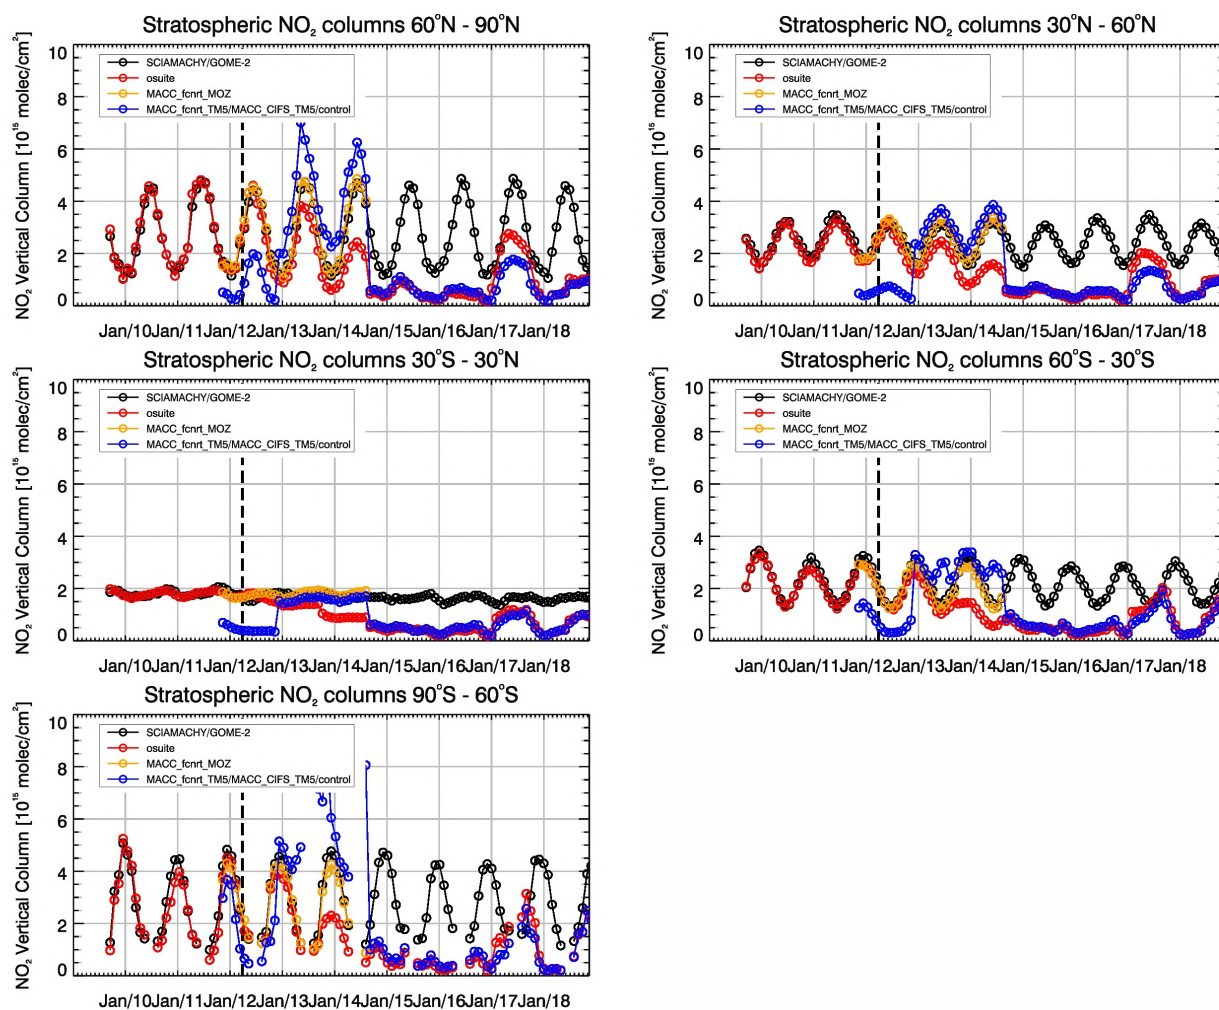 Stratospheric NO₂ columns 60°N - 90°N
NO₂ Vertical Column [10¹⁵ molec/cm²]
10
8
6
4
2
0
SCIAMACHY/GOME-2
osuite
MACC_fcnrt_MOZ
MACC_fcnrt_TM5/MACC_CIFS_TM5/control
Jan/10Jan/11Jan/12Jan/13Jan/14Jan/15Jan/16Jan/17Jan/18
Stratospheric NO₂ columns 30°N - 60°N
NO₂ Vertical Column [10¹⁵ molec/cm²]
10
8
6
4
2
0
SCIAMACHY/GOME-2
osuite
MACC_fcnrt_MOZ
MACC_fcnrt_TM5/MACC_CIFS_TM5/control
Jan/10Jan/11Jan/12Jan/13Jan/14Jan/15Jan/16Jan/17Jan/18
Stratospheric NO₂ columns 30°S - 30°N
NO₂ Vertical Column [10¹⁵ molec/cm²]
10
8
6
4
2
0
SCIAMACHY/GOME-2
osuite
MACC_fcnrt_MOZ
MACC_fcnrt_TM5/MACC_CIFS_TM5/control
Jan/10Jan/11Jan/12Jan/13Jan/14Jan/15Jan/16Jan/17Jan/18
Stratospheric NO₂ columns 60°S - 30°S
NO₂ Vertical Column [10¹⁵ molec/cm²]
10
8
6
4
2
0
SCIAMACHY/GOME-2
osuite
MACC_fcnrt_MOZ
MACC_fcnrt_TM5/MACC_CIFS_TM5/control
Jan/10Jan/11Jan/12Jan/13Jan/14Jan/15Jan/16Jan/17Jan/18
Stratospheric NO₂ columns 90°S - 60°S
NO₂ Vertical Column [10¹⁵ molec/cm²]
10
8
6
4
2
0
SCIAMACHY/GOME-2
osuite
MACC_fcnrt_MOZ
MACC_fcnrt_TM5/MACC_CIFS_TM5/control
Jan/10Jan/11Jan/12Jan/13Jan/14Jan/15Jan/16Jan/17Jan/18